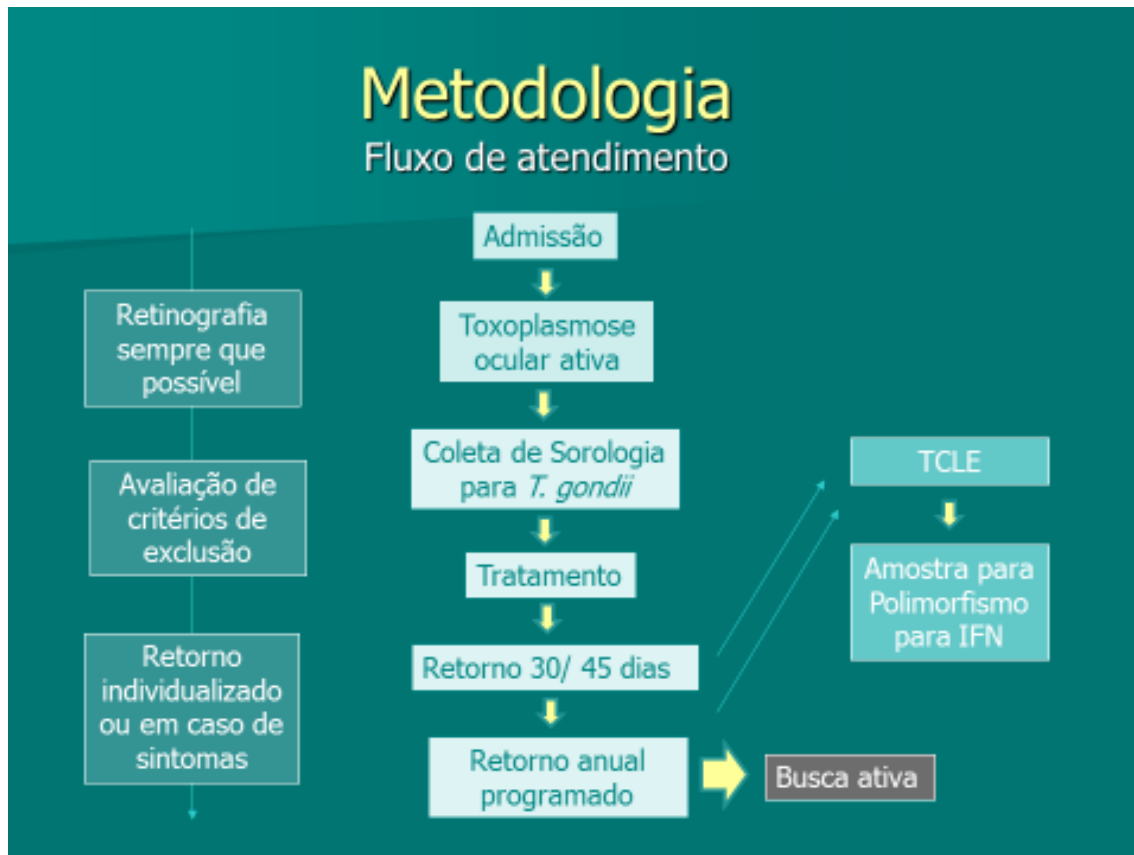 Metodologia
Fluxo de atendimento
Retinografia
sempre que
possível
Avaliação de
critérios de
exclusão
Retorno
individualizado
ou em caso de
sintomas
Admissão
Toxoplasmose
ocular ativa
Coleta de Sorologia
para T. gondii
Tratamento
Retorno 30/ 45 dias
Retorno anual
programado
TCLE
Amostra para
Polimorfismo
para IFN
Busca ativa